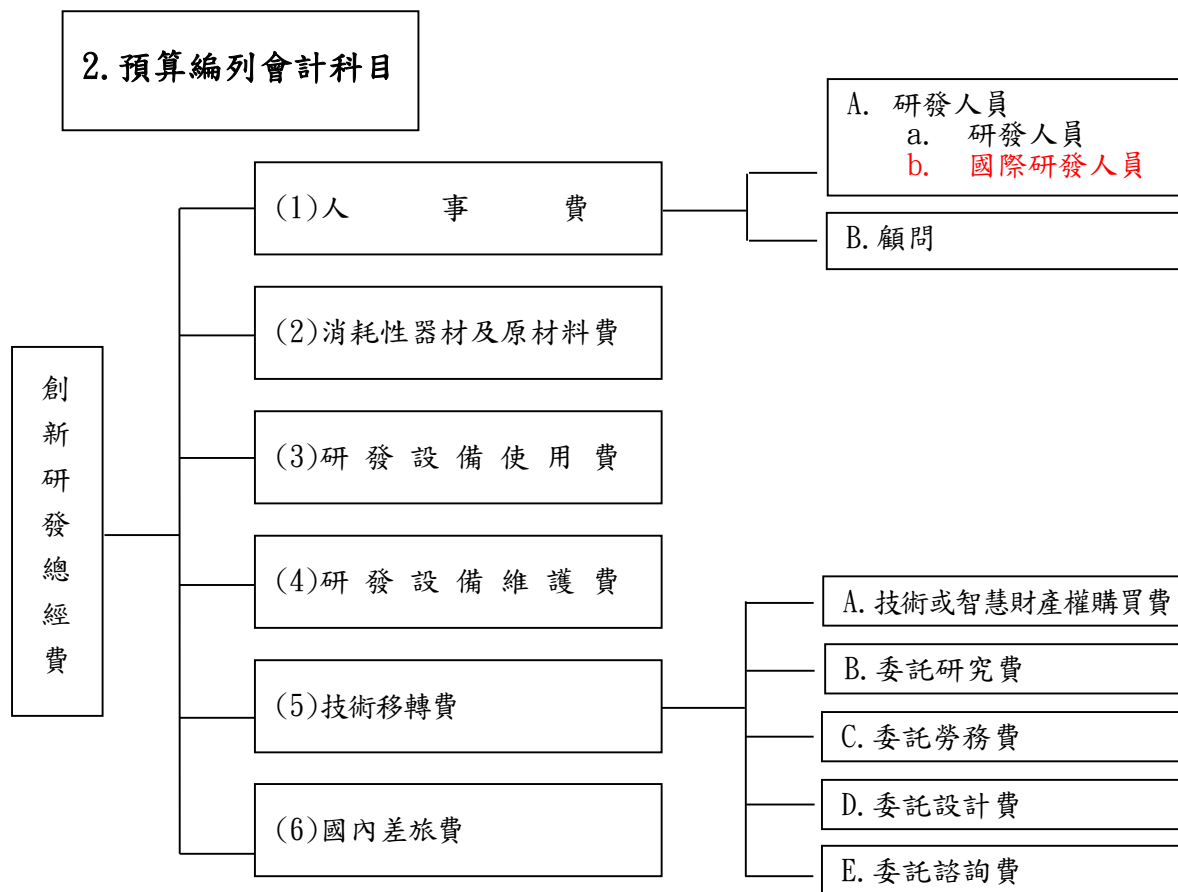 2.預算編列會計科目
創新研發總經費
(1)人事費
A. 研發人員
a. 研發人員
b. 國際研發人員
B.顧問
(2)消耗性器材及原材料費
(3)研發設備使用費
(4)研發設備維護費
(5)技術移轉費
A.技術或智慧財產權購買費
B.委託研究費
C.委託勞務費
D.委託設計費
E.委託諮詢費
(6)國內差旅費